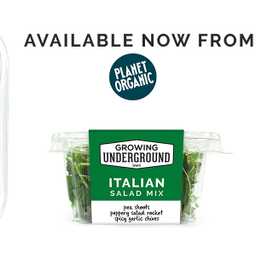 AVAILABLE NOW FROM
PLANET
ORGANIC
GROWING
UNDERGROUND
ITALIAN
SALAD MIX
pea shoots
peppery salad rocket
spicy garlic chives